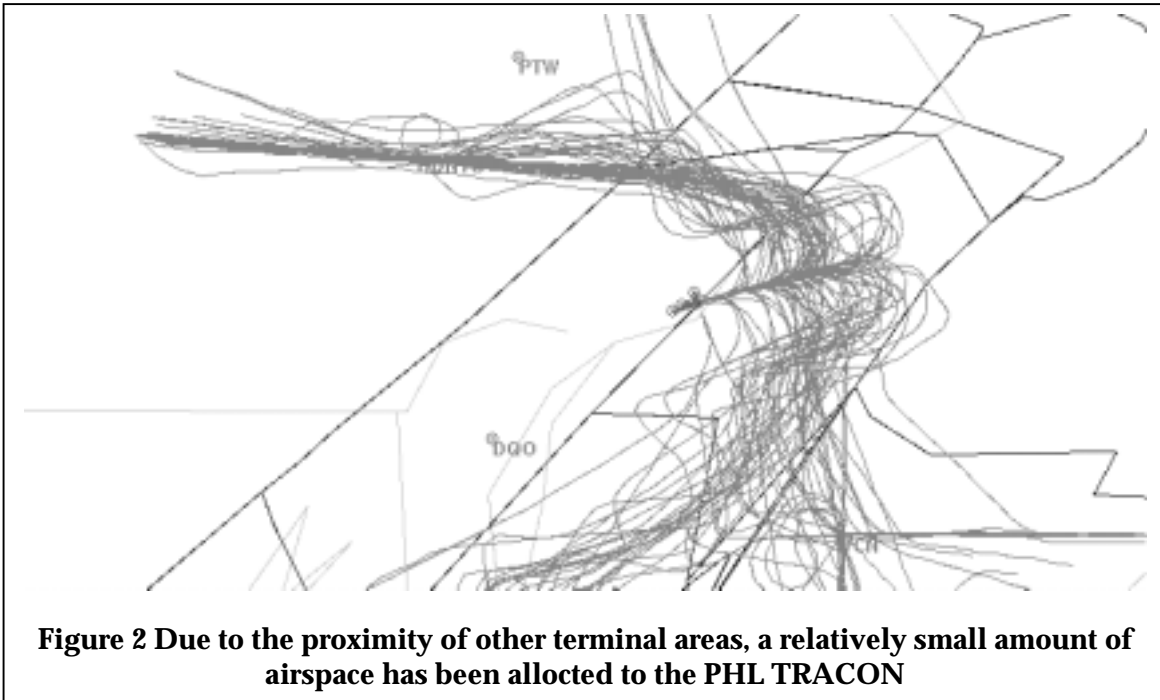 PTW
DQO
Figure 2 Due to the proximity of other terminal areas, a relatively small amount of
airspace has been allocted to the PHL TRACON